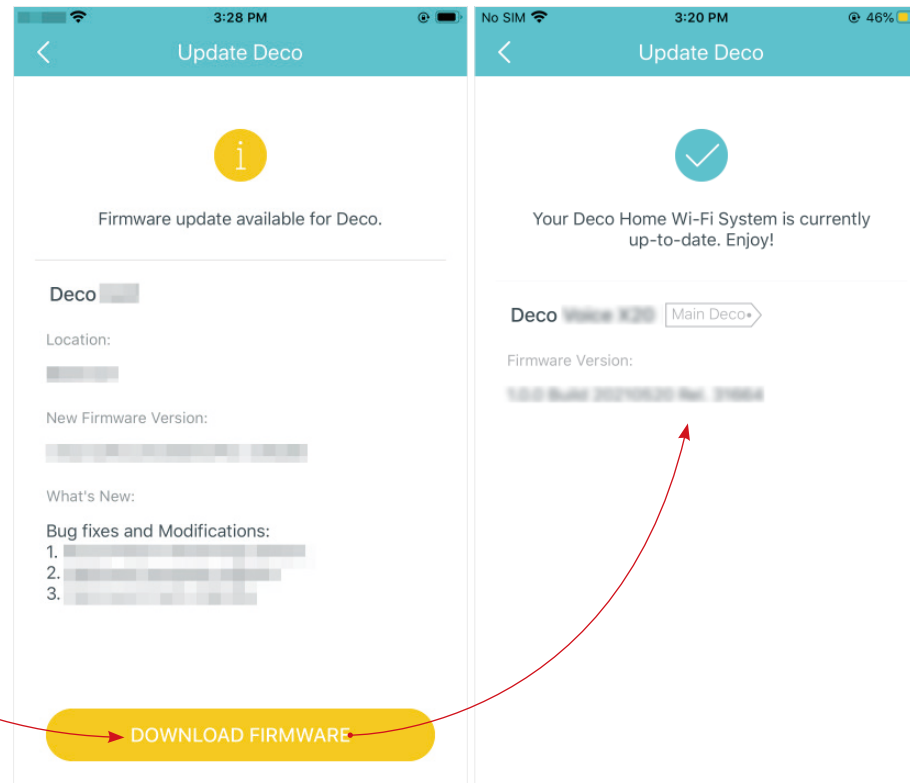 3:28 PM
Update Deco
Firmware update available for Deco.
Deco
Location:
New Firmware Version:
What's New:
Bug fixes and Modifications:
1.
2.
3.
DOWNLOAD FIRMWARE
No SIM
3:20 PM
46%
Update Deco
Your Deco Home Wi-Fi System is currently
up-to-date. Enjoy!
Deco Voice X20 Main Deco
Firmware Version: